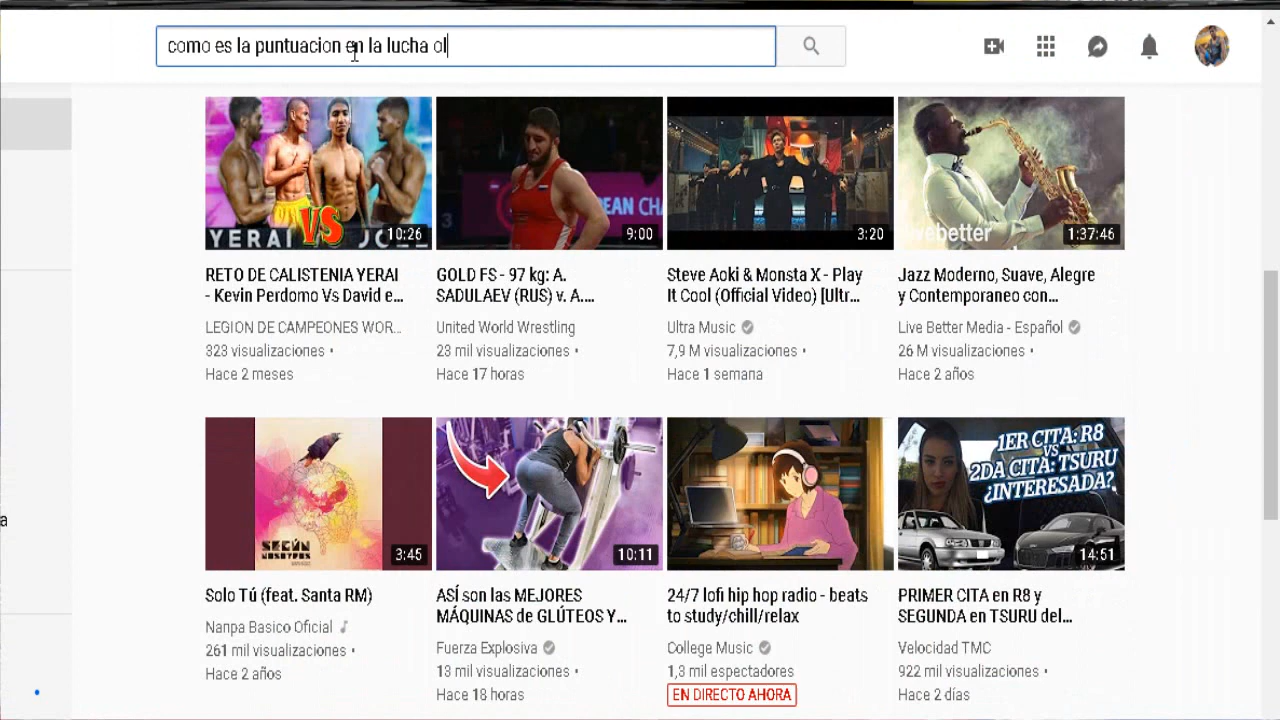 como es la puntuacion en la lucha ol
YERAI VS JOEL
10:26
EAN CHA
9:00
3:20
vebetter
1:37:46
RETO DE CALISTENIA YERAI
- Kevin Perdomo Vs David e...
LEGION DE CAMPEONES WOR...
323 visualizaciones •
Hace 2 meses
GOLD FS - 97 kg: A.
SADULAEV (RUS) v. A....
United World Wrestling
23 mil visualizaciones •
Hace 17 horas
Steve Aoki & Monsta X - Play
It Cool (Official Video) [Ultr...
Ultra Music
7,9 M visualizaciones •
Hace 1 semana
Jazz Moderno, Suave, Alegre
y Contemporaneo con...
Live Better Media - Español
26 M visualizaciones •
Hace 2 años
SEGÚN
NOSOTROS
3:45
10:11
1ER CITA: R8
VS
2DA CITA: TSURU
¿INTERESADA?
14:51
a
Solo Tú (feat. Santa RM)
Nanpa Basico Oficial
261 mil visualizaciones •
Hace 2 años
ASÍ son las MEJORES
MÁQUINAS de GLÚTEOS Y...
Fuerza Explosiva
13 mil visualizaciones •
Hace 18 horas
24/7 lofi hip hop radio - beats
to study/chill/relax
College Music
1,3 mil espectadores
EN DIRECTO AHORA
PRIMER CITA en R8 y
SEGUNDA en TSURU del...
Velocidad TMC
922 mil visualizaciones •
Hace 2 días